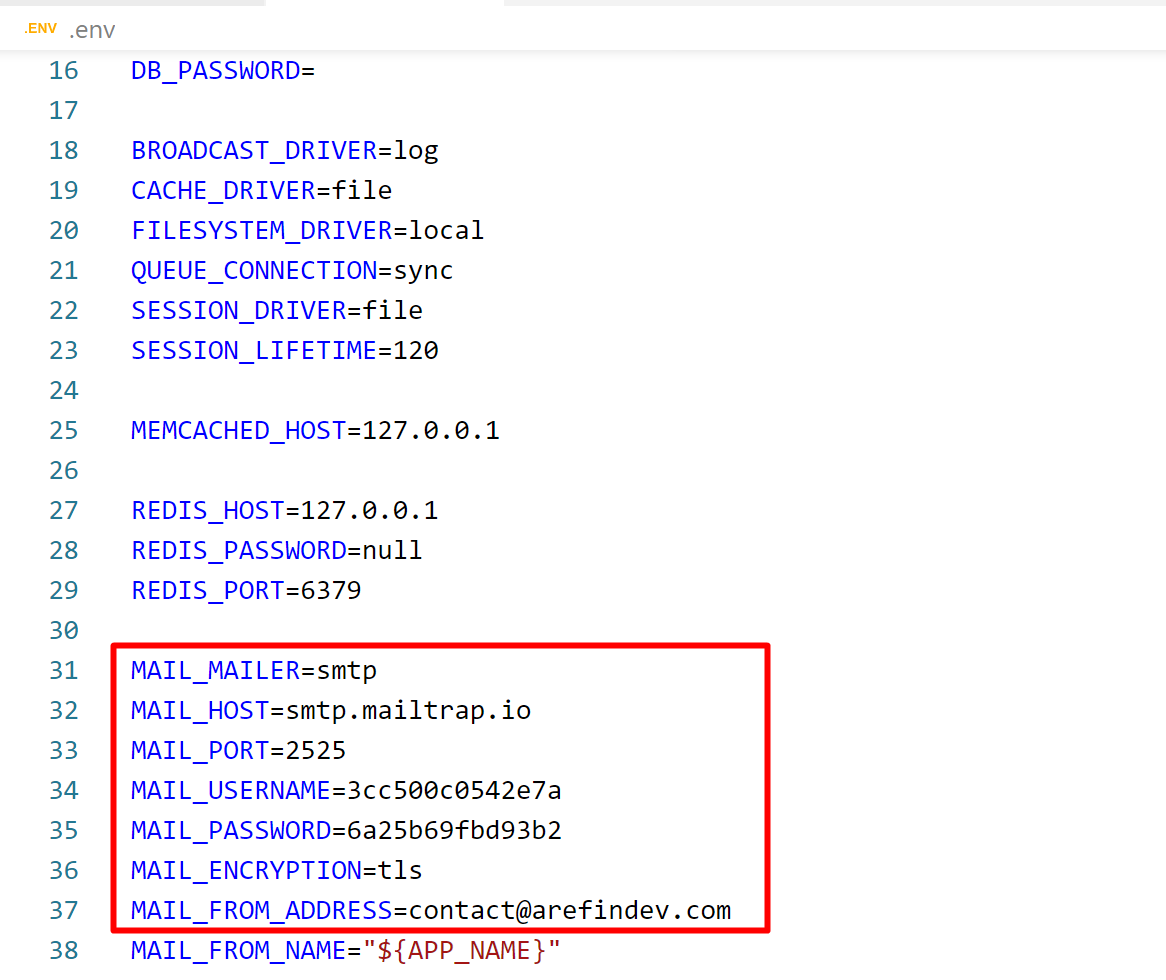 .ENV .env
16 DB_PASSWORD=
17
18 BROADCAST_DRIVER=log
19 CACHE_DRIVER=file
20 FILESYSTEM_DRIVER=local
21 QUEUE_CONNECTION=sync
22 SESSION_DRIVER=file
23 SESSION_LIFETIME=120
24
25 MEMCACHED_HOST=127.0.0.1
26
27 REDIS_HOST=127.0.0.1
28 REDIS_PASSWORD=null
29 REDIS_PORT=6379
30
31 MAIL_MAILER=smtp
32 MAIL_HOST=smtp.mailtrap.io
33 MAIL_PORT=2525
34 MAIL_USERNAME=3cc500c0542e7a
35 MAIL_PASSWORD=6a25b69fbd93b2
36 MAIL_ENCRYPTION=tls
37 MAIL_FROM_ADDRESS=contact@arefindev.com
38 MAIL_FROM_NAME="${APP_NAME}"